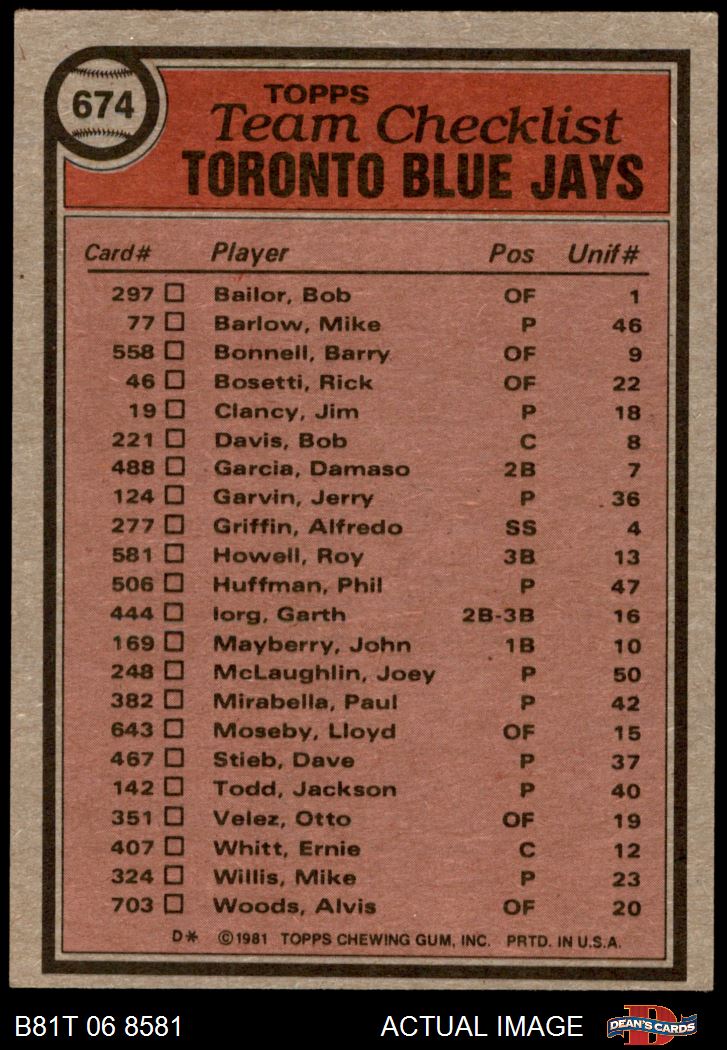 674
TOPPS
Team Checklist
TORONTO BLUE JAYS
Card# Player Pos Unif#
297 Bailor, Bob OF 1
77 Barlow, Mike P 46
558 Bonnell, Barry OF 9
46 Bosetti, Rick OF 22
19 Clancy, Jim P 18
221 Davis, Bob C 8
488 Garcia, Damaso 2B 7
124 Garvin, Jerry P 36
277 Griffin, Alfredo SS 4
581 Howell, Roy 3B 13
506 Huffman, Phil P 47
444 Iorg, Garth 2B-3B 16
169 Mayberry, John 1B 10
248 McLaughlin, Joey P 50
382 Mirabella, Paul P 42
643 Moseby, Lloyd OF 15
467 Stieb, Dave P 37
142 Todd, Jackson P 40
351 Velez, Otto OF 19
407 Whitt, Ernie C 12
324 Willis, Mike P 23
703 Woods, Alvis OF 20
D* ©1981 TOPPS CHEWING GUM, INC. PRTD. IN U.S.A.
B81T 06 8581 ACTUAL IMAGE DEAN'S CARDS